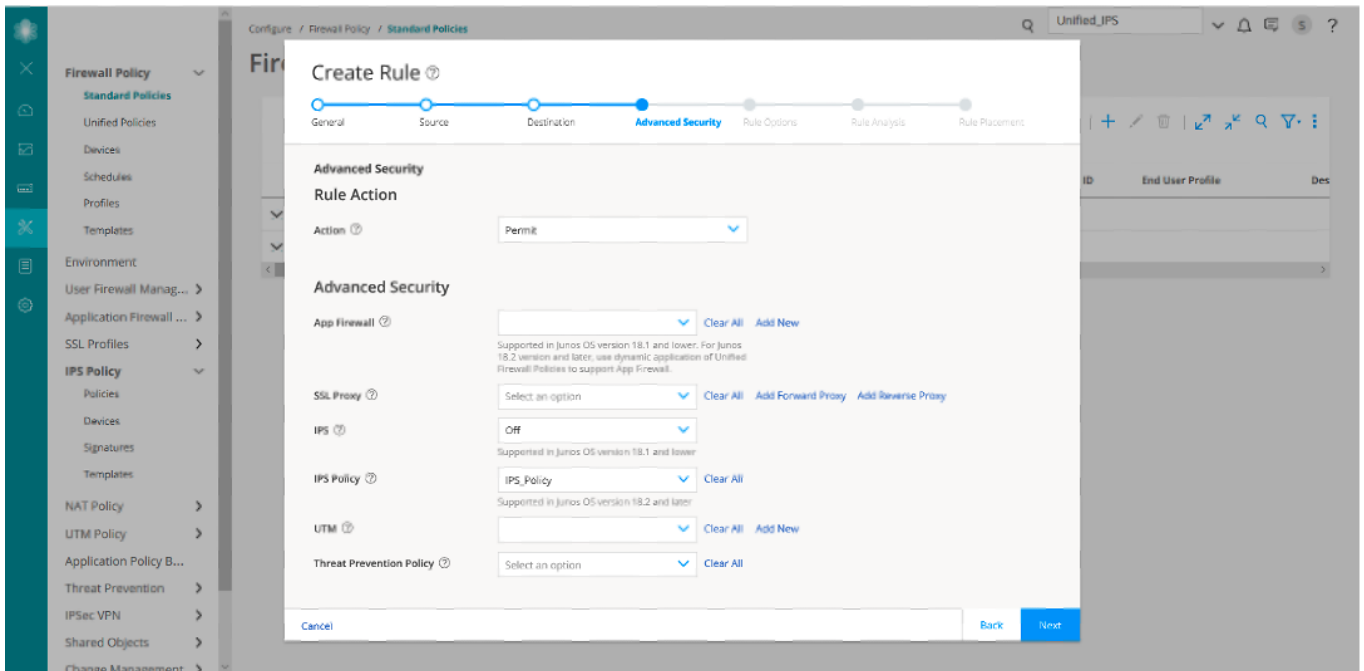 Configure / Firewall Policy / Standard Policies
Unified_IPS
S
?
Fire
Firewall Policy
Standard Policies
Unified Policies
Devices
Schedules
Profiles
Templates
Environment
User Firewall Manag...
Application Firewall ...
SSL Profiles
IPS Policy
Policies
Devices
Signatures
Templates
NAT Policy
UTM Policy
Application Policy B...
Threat Prevention
IPSec VPN
Shared Objects
Change Management
Create Rule ?
General
Source
Destination
Advanced Security
Rule Options
Rule Analysis
Rule Placement
ID
End User Profile
Des
Advanced Security
Rule Action
Action ?
Permit
Advanced Security
App Firewall ?
Clear All Add New
Supported in Junos OS version 18.1 and lower. For Junos
18.2 version and later, use dynamic application of Unified
Firewall Policies to support App Firewall.
SSL Proxy ?
Select an option
Clear All Add Forward Proxy Add Reverse Proxy
IPS ?
Off
Supported in Junos OS version 18.1 and lower
IPS Policy ?
IPS_Policy
Clear All
Supported in Junos OS version 18.2 and later
UTM ?
Clear All Add New
Threat Prevention Policy ?
Select an option
Clear All
Cancel
Back
Next